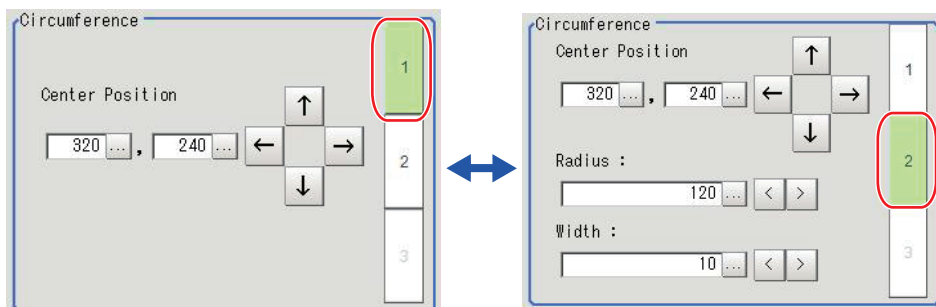 Circumference
1
Center Position
↑
320 ... , 240 ... ← →
2
↓
3
Circumference
Center Position
↑
1
320 ... , 240 ... ← →
↓
Radius :
2
120 ... < >
Width :
3
10 ... < >